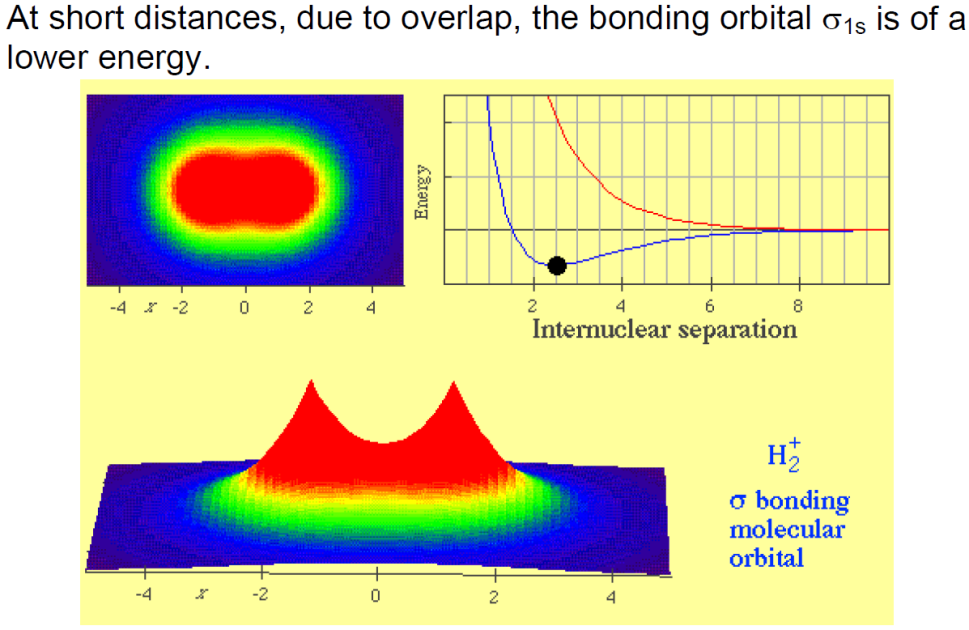 At short distances, due to overlap, the bonding orbital σ1s is of a
lower energy.
Energy
-4 x -2 0 2 4
2 4 6 8
Internuclear separation
H2+
σ bonding
molecular
orbital
-4 x -2 0 2 4